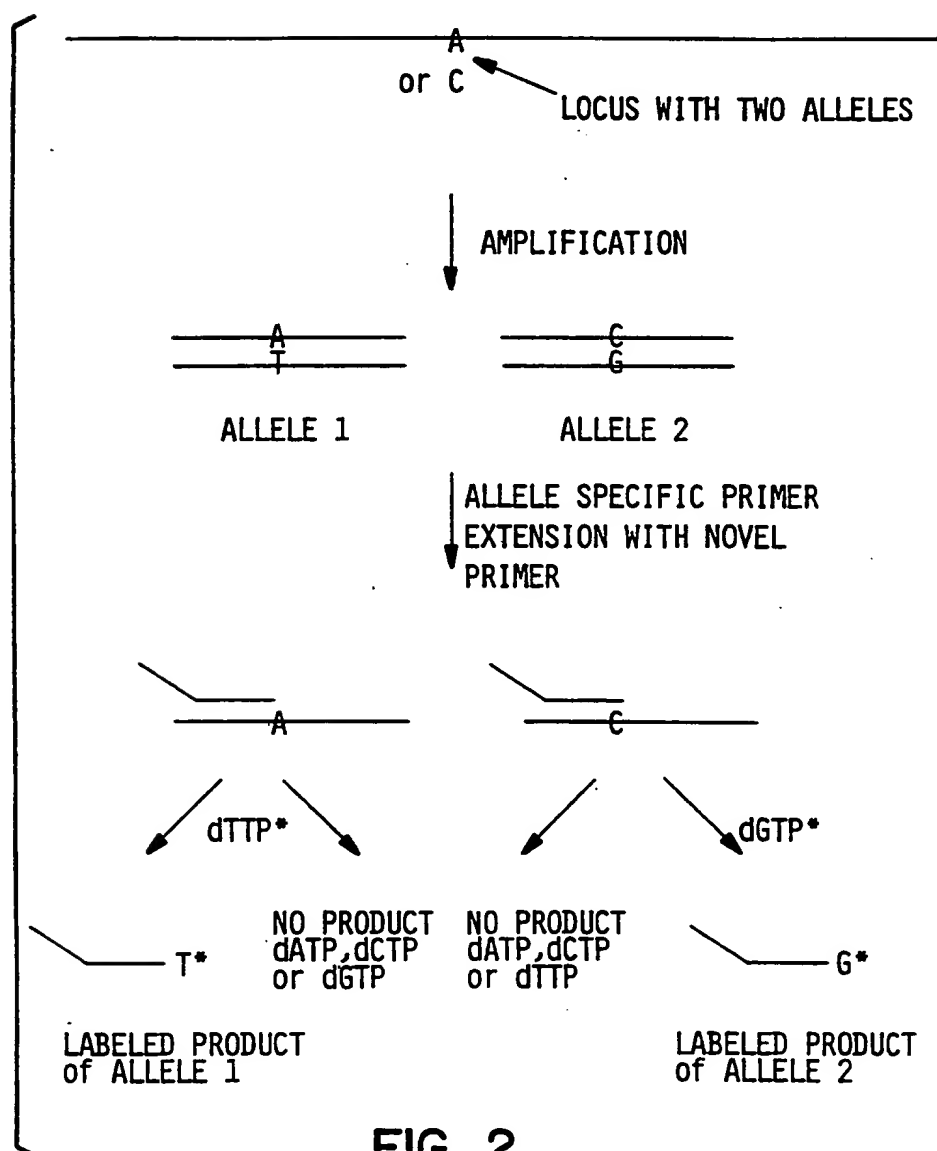 A
or C
LOCUS WITH TWO ALLELES
AMPLIFICATION
A
T
C
G
ALLELE 1
ALLELE 2
ALLELE SPECIFIC PRIMER
EXTENSION WITH NOVEL
PRIMER
A
C
dTTP*
dGTP*
NO PRODUCT
dATP,dCTP
or dGTP
NO PRODUCT
dATP,dCTP
or dTTP
T*
G*
LABELED PRODUCT
of ALLELE 1
LABELED PRODUCT
of ALLELE 2
FIG. 2